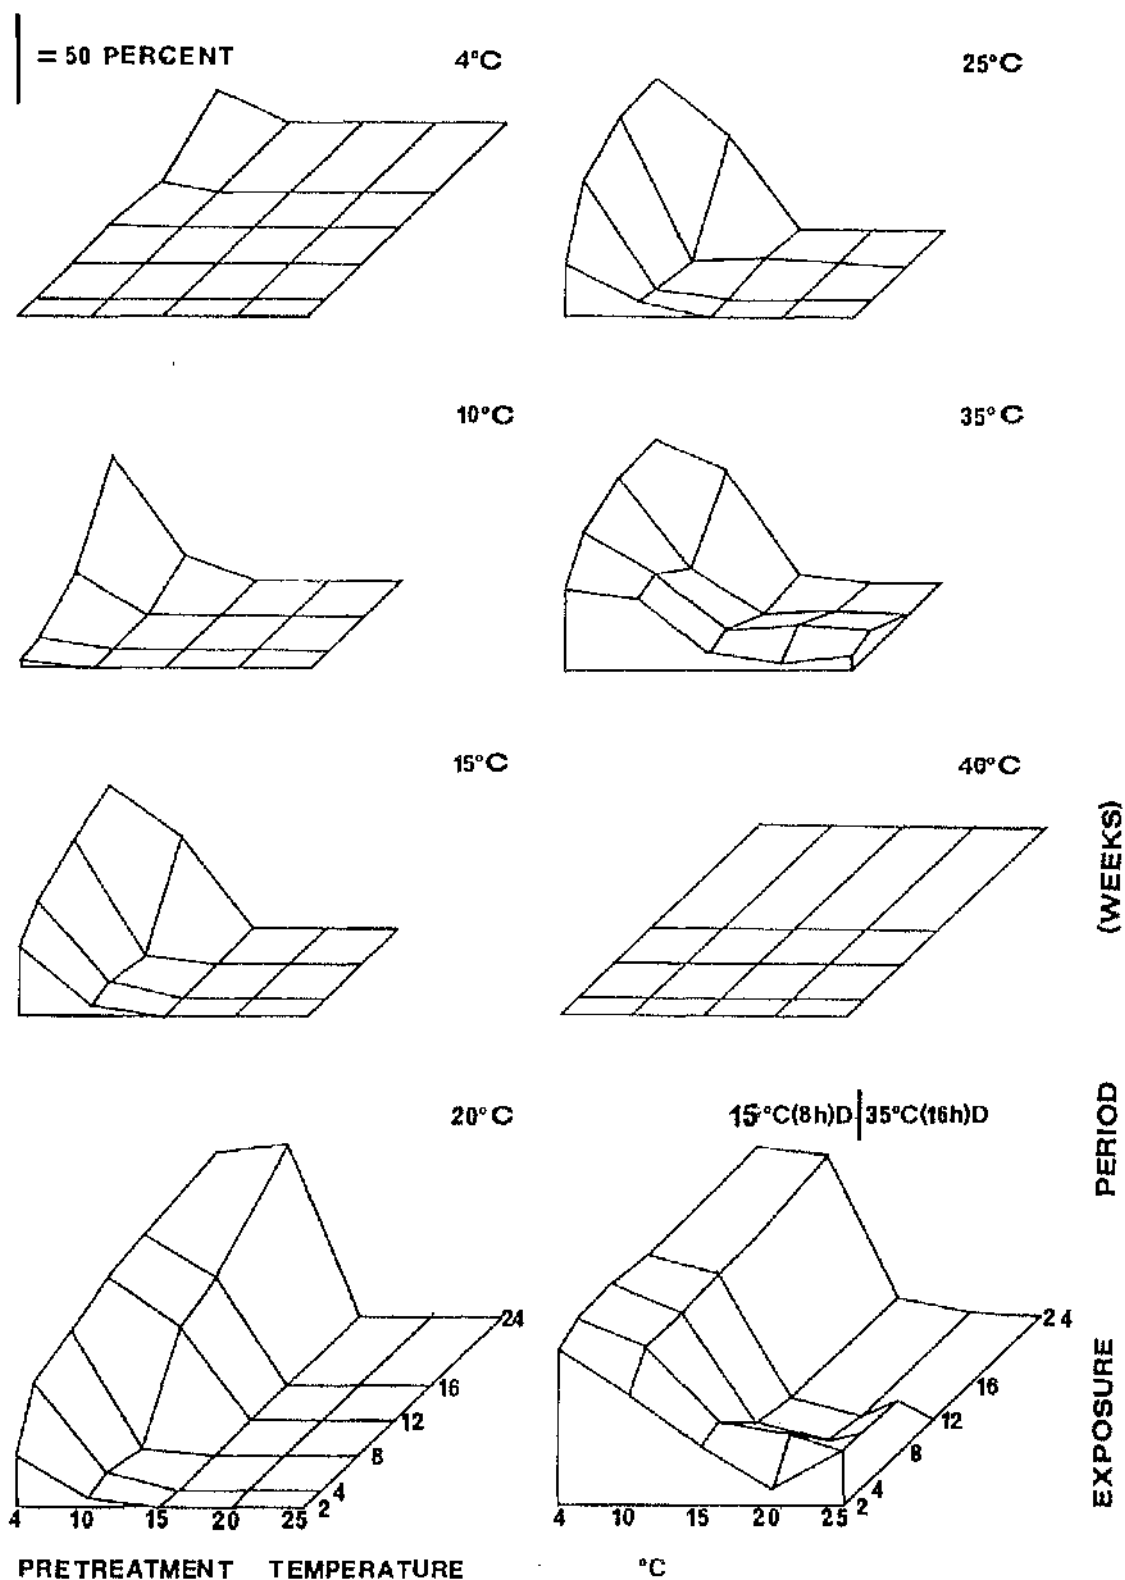 = 50 PERCENT
4°C
25°C
10°C
35°C
15°C
40°C
20°C
15°C(8h)D|35°C(16h)D
24
16
12
8
4
2
4 10 15 20 25
24
16
12
8
4
2
4 10 15 20 25
PRETREATMENT TEMPERATURE °C
EXPOSURE PERIOD (WEEKS)